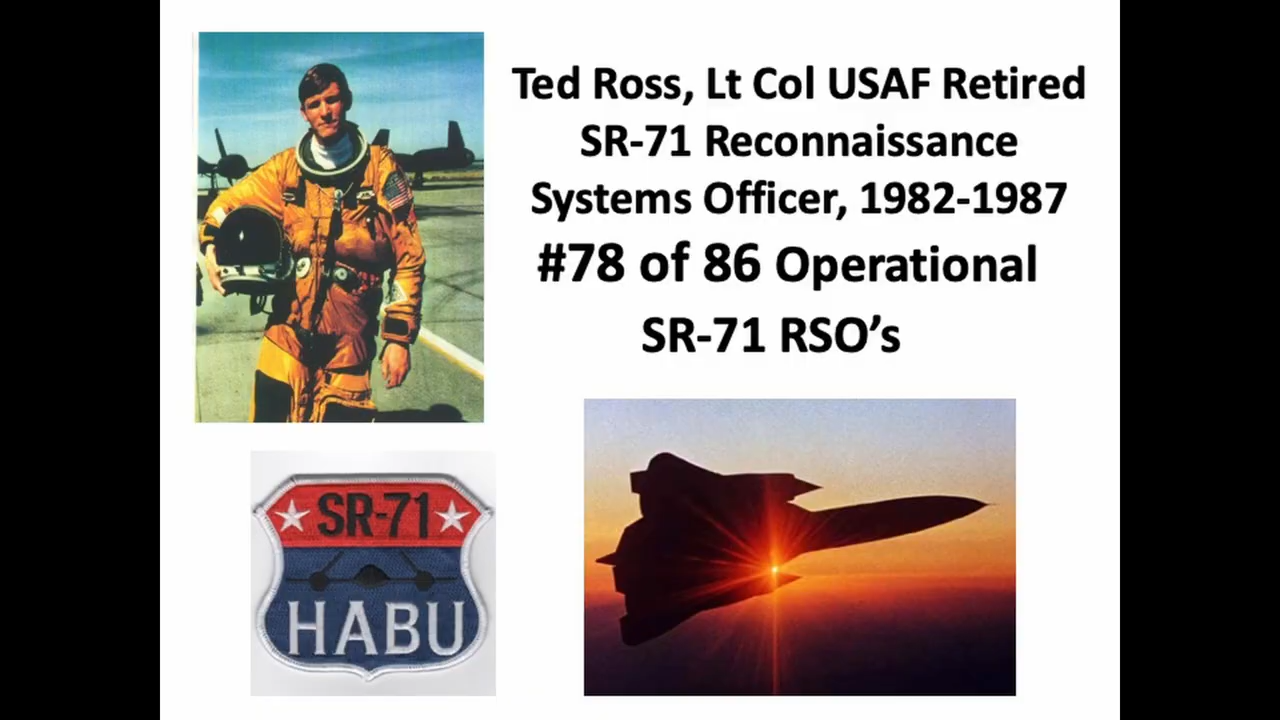 Ted Ross, Lt Col USAF Retired
SR-71 Reconnaissance
Systems Officer, 1982-1987
#78 of 86 Operational
SR-71 RSO’s
SR-71
HABU